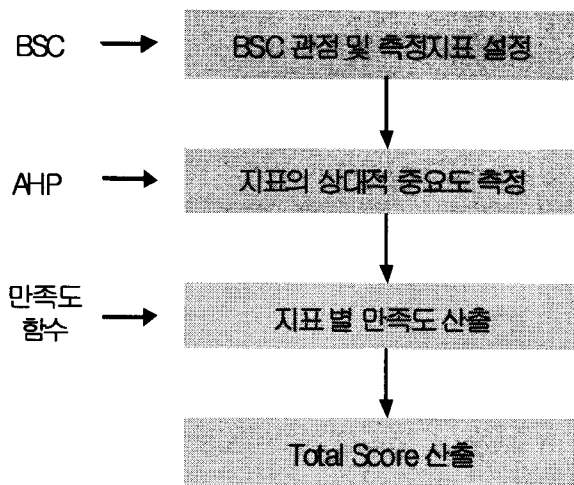 BSC
BSC 관점 및 측정지표 설정
AHP
지표의 상대적 중요도 측정
만족도
함수
지표 별 만족도 산출
Total Score 산출